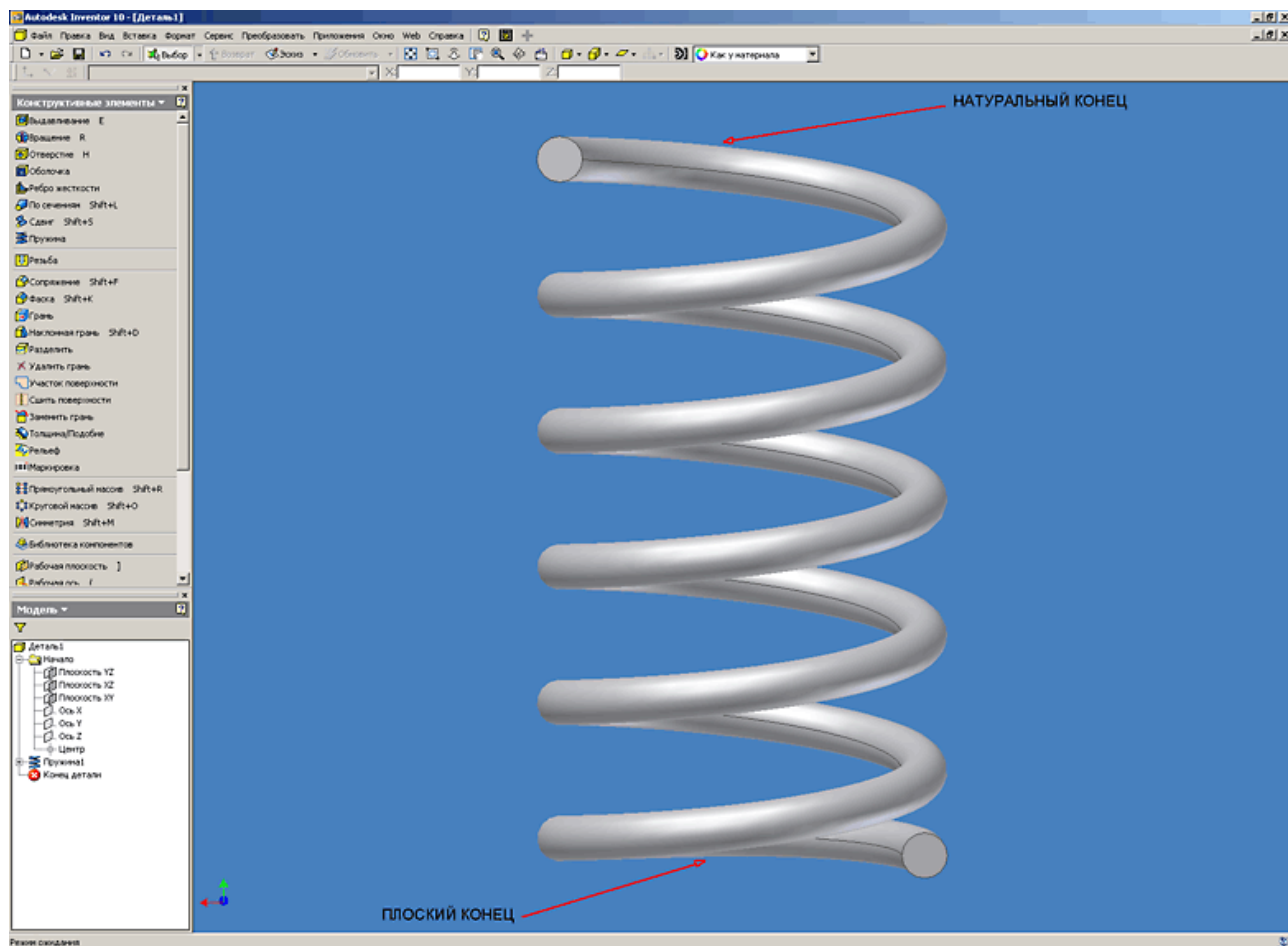 Autodesk Inventor 10 - [Деталь1]
Файл Правка Вид Вставка Формат Сервис Преобразовать Приложения Окно Web Справка
Выбор Возврат Эскиз Обновить Как у материала
X: Y: Z:
Конструктивные элементы
Выдавливание E
Вращение R
Отверстие H
Оболочка
Ребро жесткости
По сечениям Shift+L
Сдвиг Shift+S
Пружина
Резьба
Сопряжение Shift+F
Фаска Shift+K
Грань
Наклонная грань Shift+D
Разделить
Удалить грань
Участок поверхности
Сшить поверхности
Заменить грань
Толщина/Подобие
Рельеф
Маркировка
Прямоугольный массив Shift+R
Круговой массив Shift+O
Симметрия Shift+M
Библиотека компонентов
Рабочая плоскость ]
Рабочая ось /
Модель
Деталь1
Начало
Плоскость YZ
Плоскость XZ
Плоскость XY
Ось X
Ось Y
Ось Z
Центр
Пружина1
Конец детали
НАТУРАЛЬНЫЙ КОНЕЦ
ПЛОСКИЙ КОНЕЦ
Режим ожидания